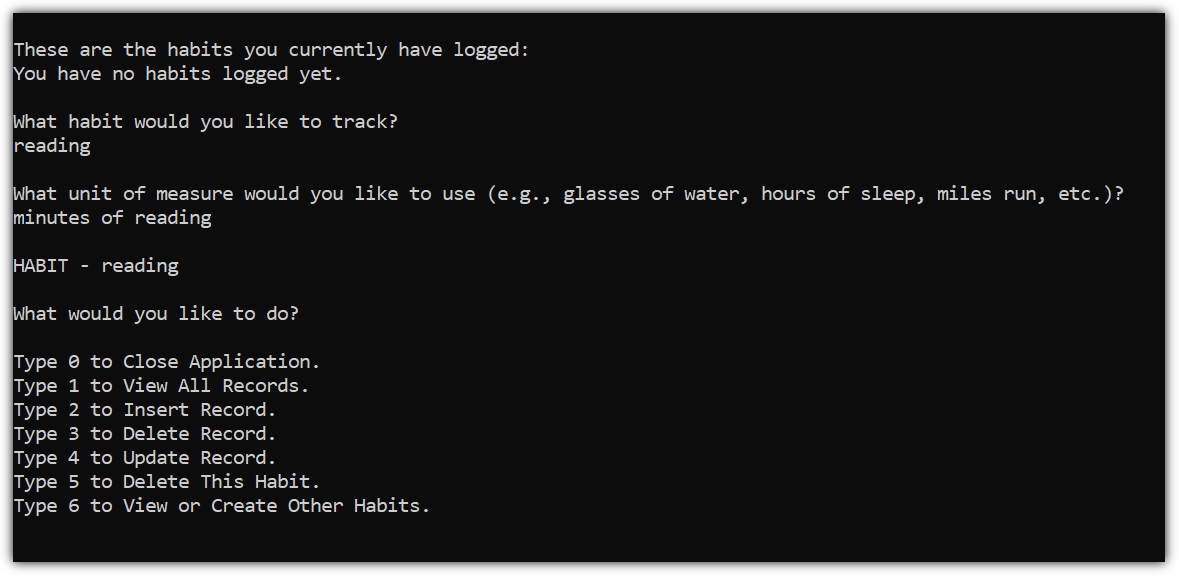 These are the habits you currently have logged:
You have no habits logged yet.
What habit would you like to track?
reading
What unit of measure would you like to use (e.g., glasses of water, hours of sleep, miles run, etc.)?
minutes of reading
HABIT - reading
What would you like to do?
Type 0 to Close Application.
Type 1 to View All Records.
Type 2 to Insert Record.
Type 3 to Delete Record.
Type 4 to Update Record.
Type 5 to Delete This Habit.
Type 6 to View or Create Other Habits.